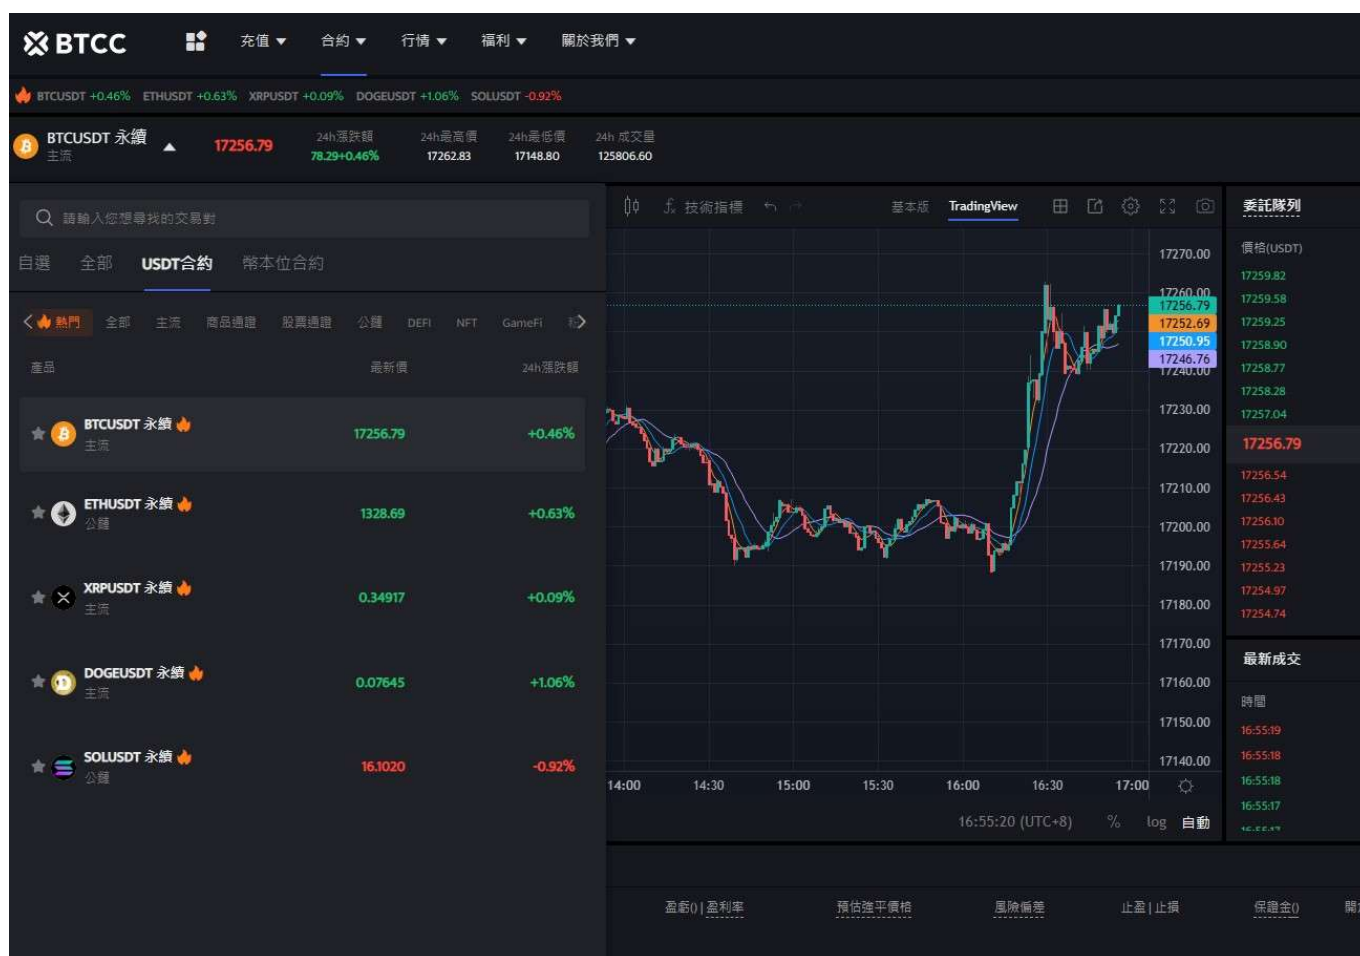 BTCC 充值 合約 行情 福利 關於我們
BTCUSDT +0.46% ETHUSDT +0.63% XRPUSDT +0.09% DOGEUSDT +1.06% SOLUSDT -0.92%
BTCUSDT 永續
主流
17256.79
24h漲跌額 24h最高價 24h最低價 24h 成交量
78.29+0.46% 17262.83 17148.80 125806.60
請輸入您想尋找的交易對
自選 全部 USDT合約 幣本位合約
熱門 全部 主流 商品通證 股票通證 公鏈 DEFI NFT GameFi
產品 最新價 24h漲跌額
BTCUSDT 永續
主流
17256.79 +0.46%
ETHUSDT 永續
公鏈
1328.69 +0.63%
XRPUSDT 永續
主流
0.34917 +0.09%
DOGEUSDT 永續
主流
0.07645 +1.06%
SOLUSDT 永續
公鏈
16.1020 -0.92%
技術指標 基本版 TradingView
17270.00
17260.00
17256.79
17252.69
17250.95
17246.76
17240.00
17230.00
17220.00
17210.00
17200.00
17190.00
17180.00
17170.00
17160.00
17150.00
17140.00
14:00 14:30 15:00 15:30 16:00 16:30 17:00
16:55:20 (UTC+8) % log 自動
委託隊列
價格(USDT)
17259.82
17259.58
17259.25
17258.90
17258.77
17258.28
17257.04
17256.79
17256.54
17256.43
17256.10
17255.64
17255.23
17254.97
17254.74
最新成交
時間
16:55:19
16:55:18
16:55:18
16:55:17
16:55:17
盈虧()|盈利率 預估強平價格 風險偏差 止盈|止損 保證金()